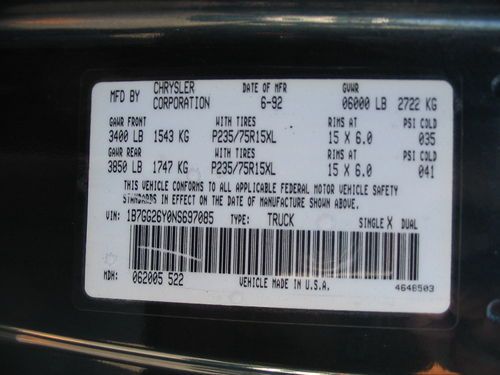 MFD BY CHRYSLER CORPORATION DATE OF MFR 6-92 GVWR 06000 LB 2722 KG
GAWR FRONT WITH TIRES RIMS AT PSI COLD
3400 LB 1543 KG P235/75R15XL 15 X 6.0 035
GAWR REAR WITH TIRES RIMS AT PSI COLD
3850 LB 1747 KG P235/75R15XL 15 X 6.0 041
THIS VEHICLE CONFORMS TO ALL APPLICABLE FEDERAL MOTOR VEHICLE SAFETY
STANDARDS IN EFFECT ON THE DATE OF MANUFACTURE SHOWN ABOVE.
VIN: 1B7GG26Y0NS697085 TYPE: TRUCK SINGLE X DUAL
MDH: 062005 522 VEHICLE MADE IN U.S.A. 4648503